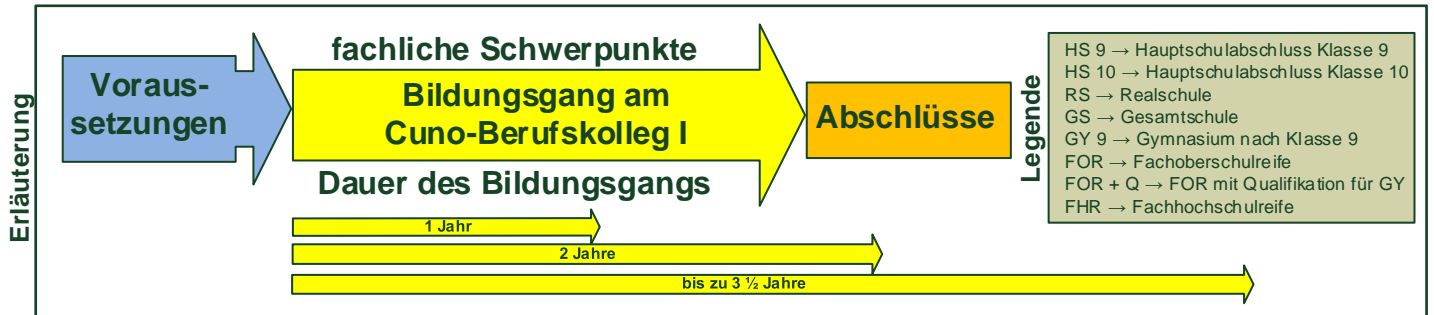 Erläuterung
Voraus-
setzungen
fachliche Schwerpunkte
Bildungsgang am
Cuno-Berufskolleg I
Dauer des Bildungsgangs
1 Jahr
2 Jahre
bis zu 3 ½ Jahre
Abschlüsse
Legende
HS 9 → Hauptschulabschluss Klasse 9
HS 10 → Hauptschulabschluss Klasse 10
RS → Realschule
GS → Gesamtschule
GY 9 → Gymnasium nach Klasse 9
FOR → Fachoberschulreife
FOR + Q → FOR mit Qualifikation für GY
FHR → Fachhochschulreife